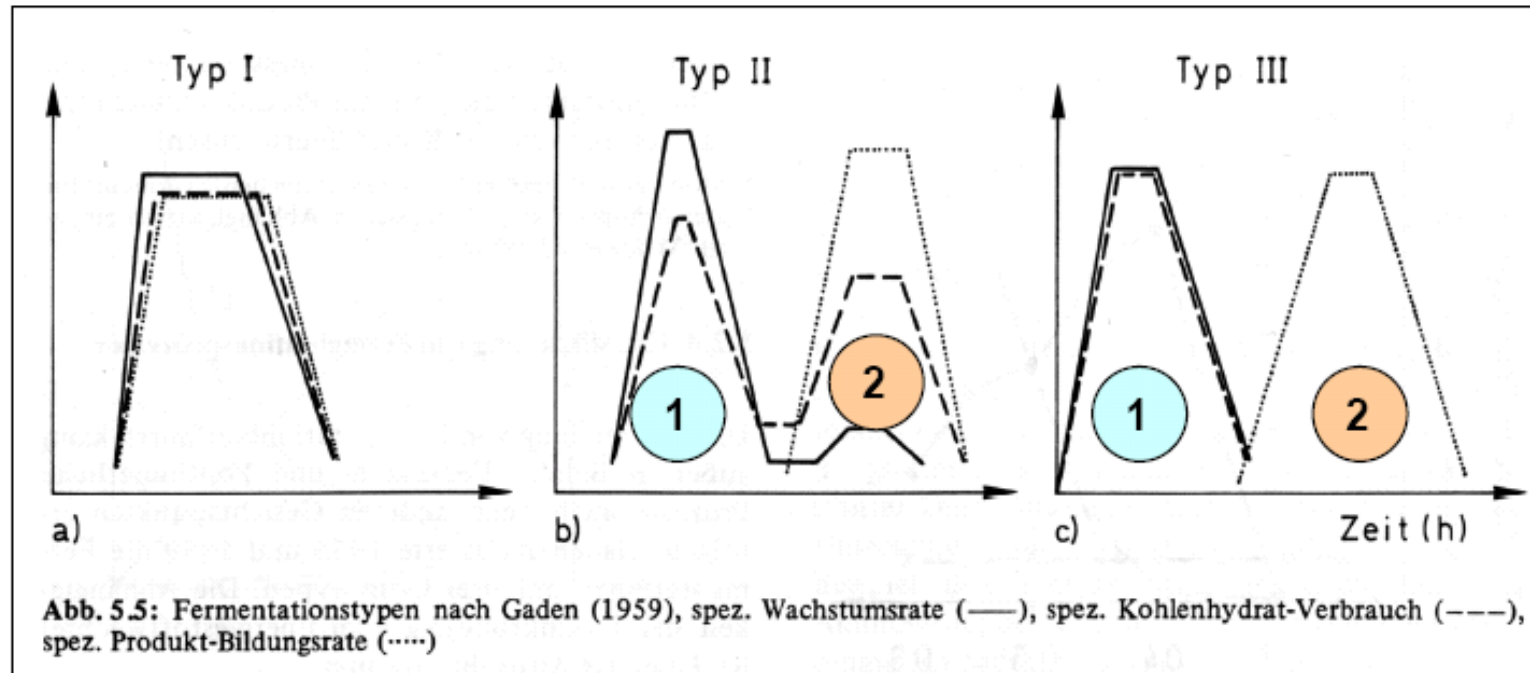 Typ I
Typ II
Typ III
1
2
1
2
a)
b)
c)
Zeit (h)
Abb. 5.5: Fermentationstypen nach Gaden (1959), spez. Wachstumsrate (——), spez. Kohlenhydrat-Verbrauch (−−−),
spez. Produkt-Bildungsrate (·····)